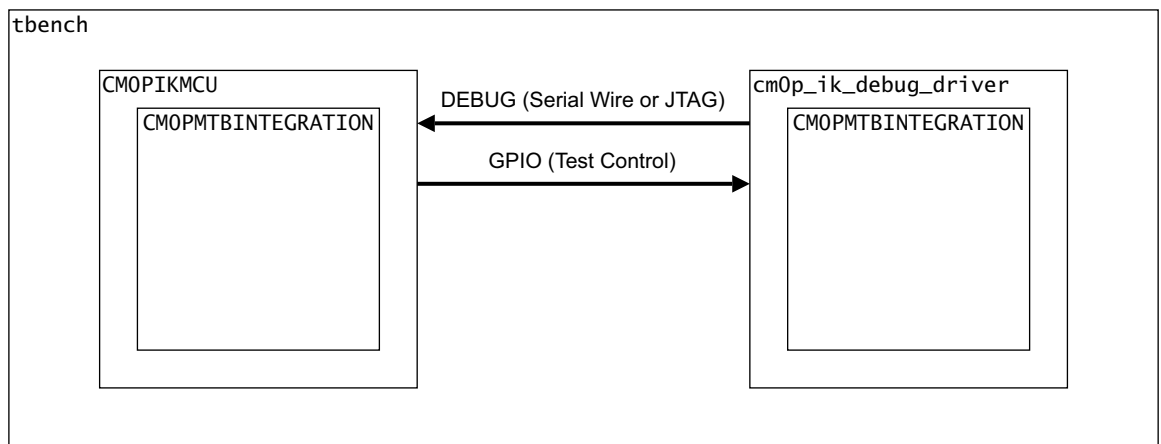 tbench
CM0PIKMCU
cm0p_ik_debug_driver
DEBUG (Serial Wire or JTAG)
CM0PMTBINTEGRATION
CM0PMTBINTEGRATION
GPIO (Test Control)